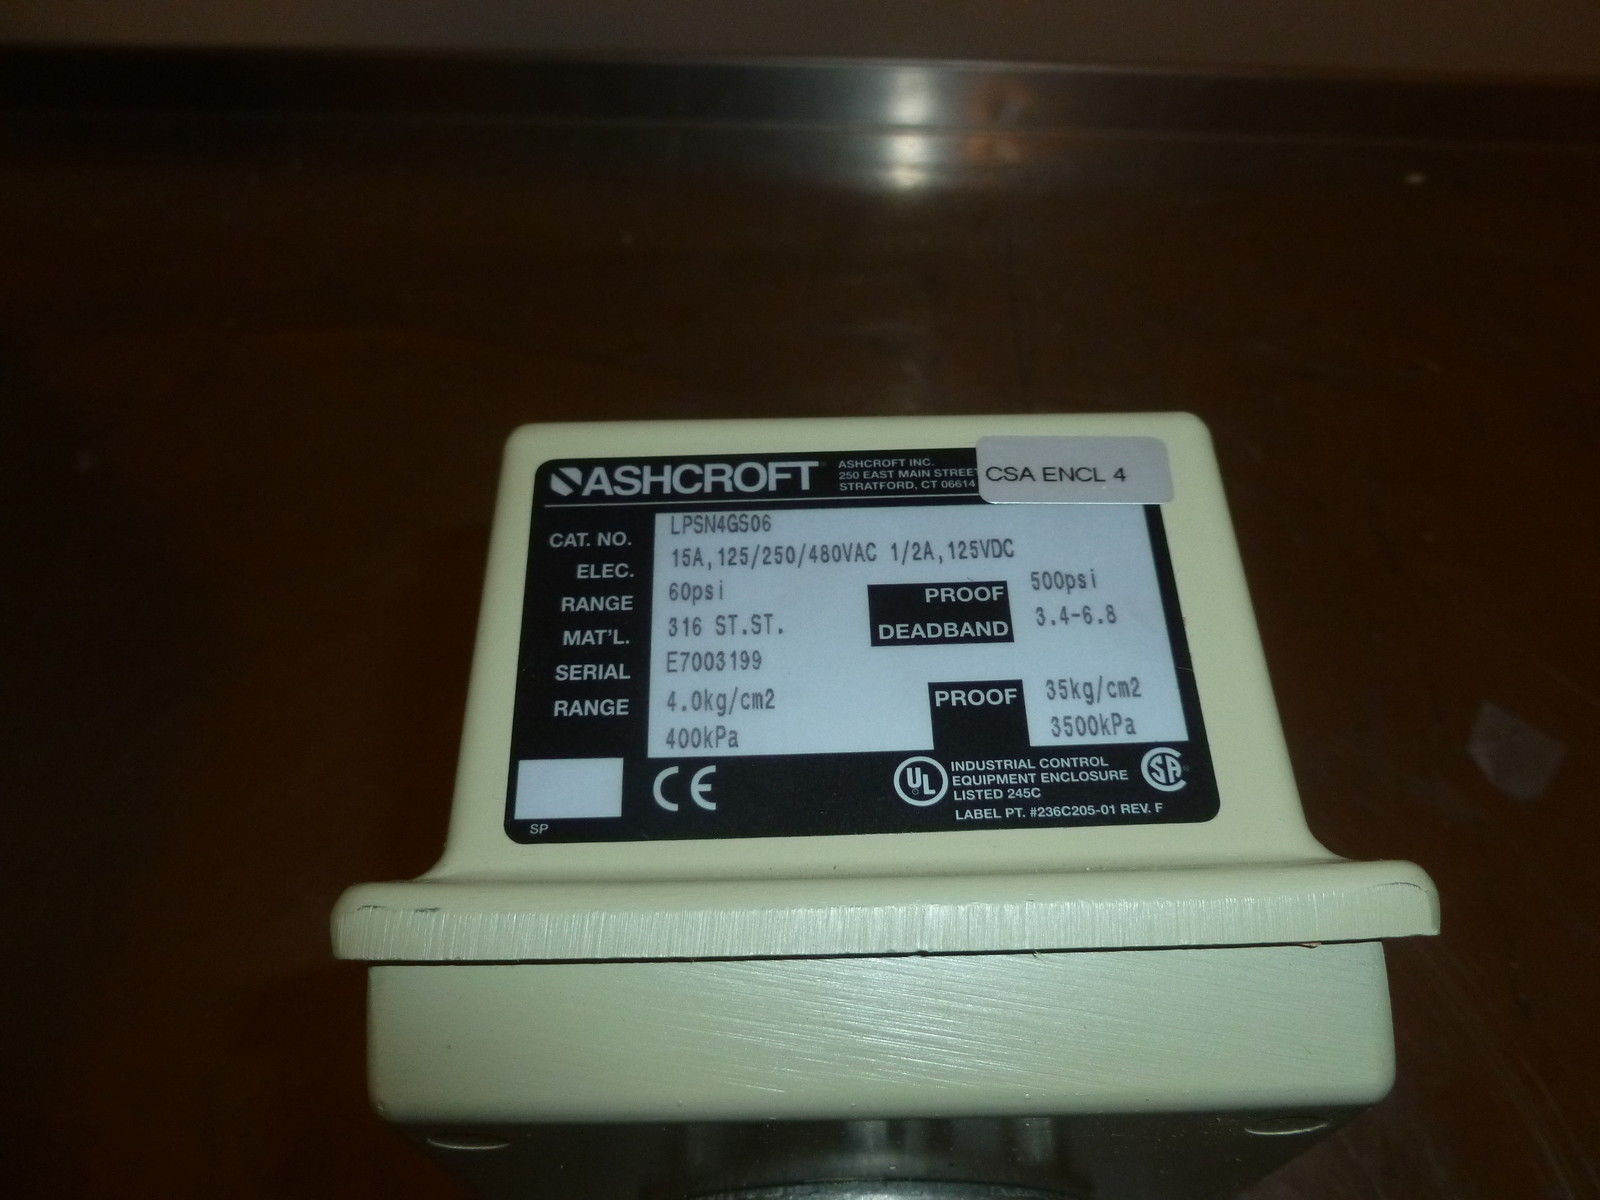 ASHCROFT
ASHCROFT INC.
250 EAST MAIN STREET
STRATFORD, CT 06614
CSA ENCL 4
CAT. NO. LPSN4GS06
ELEC. 15A,125/250/480VAC 1/2A,125VDC
RANGE 60psi PROOF 500psi
MAT'L. 316 ST.ST. DEADBAND 3.4-6.8
SERIAL E7003199
RANGE 4.0kg/cm2 PROOF 35kg/cm2
400kPa 3500kPa
SP
CE
UL
INDUSTRIAL CONTROL
EQUIPMENT ENCLOSURE
LISTED 245C
LABEL PT. #236C205-01 REV. F
SA